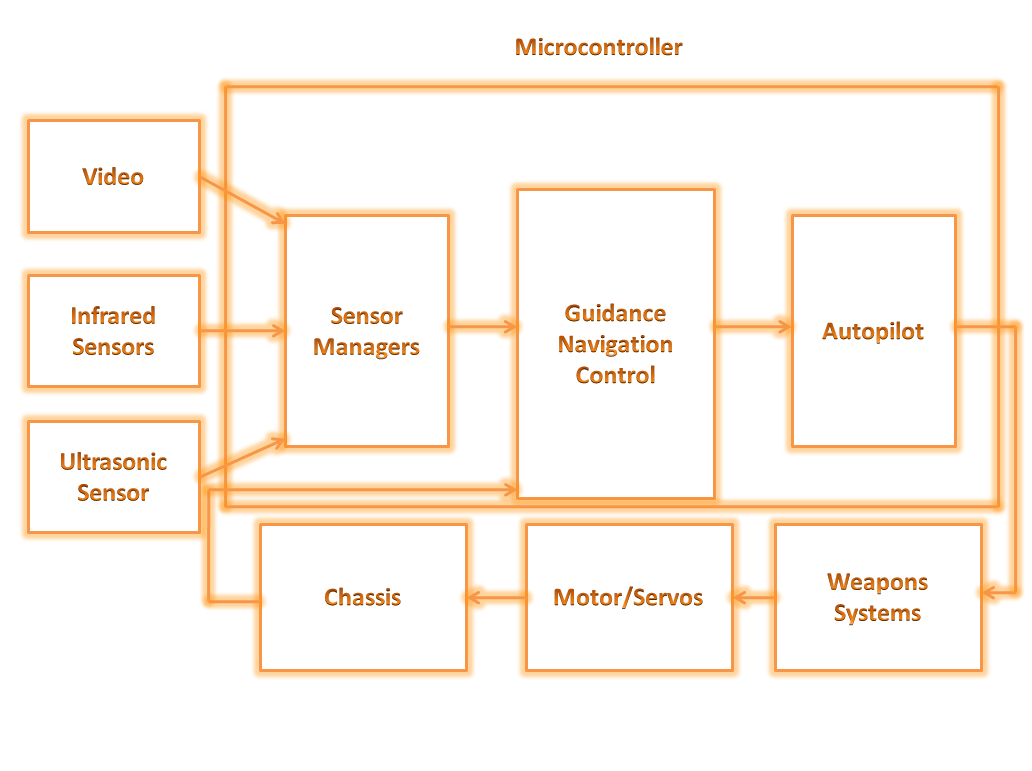 Microcontroller
Video
Infrared
Sensors
Ultrasonic
Sensor
Sensor
Managers
Guidance
Navigation
Control
Autopilot
Chassis
Motor/Servos
Weapons
Systems